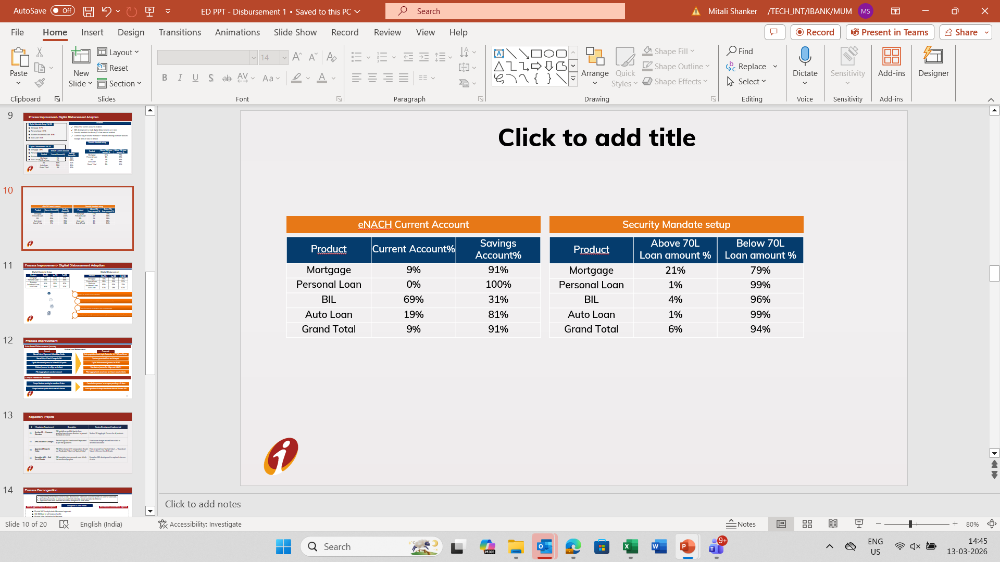 AutoSave Off
ED PPT - Disbursement 1 • Saved to this PC
Search
Mitali Shanker /TECH_INT/IBANK/MUM MS
File Home Insert Design Transitions Animations Slide Show Record Review View Help
Record Present in Teams Share
Paste
New Slide
Layout
Reset
Section
14
B I U S ab AV Aa
Find
Replace
Select
Arrange
Quick Styles
Shape Fill
Shape Outline
Shape Effects
Dictate
Sensitivity
Add-ins
Designer
Clipboard Slides Font Paragraph Drawing Editing Voice Sensitivity Add-ins
9
Process Improvement- Digital Disbursement Adoption
10
11
Process Improvement- Digital Disbursement Adoption
12
Process Improvement
13
Regulatory Projects
14
Process Decongestion
Click to add title
eNACH Current Account
Product Current Account% Savings Account%
Mortgage 9% 91%
Personal Loan 0% 100%
BIL 69% 31%
Auto Loan 19% 81%
Grand Total 9% 91%
Security Mandate setup
Product Above 70L Loan amount % Below 70L Loan amount %
Mortgage 21% 79%
Personal Loan 1% 99%
BIL 4% 96%
Auto Loan 1% 99%
Grand Total 6% 94%
Click to add notes
Slide 10 of 20 English (India) Accessibility: Investigate Notes 80%
Search
M365
9+
ENG
US
14:45
13-03-2026